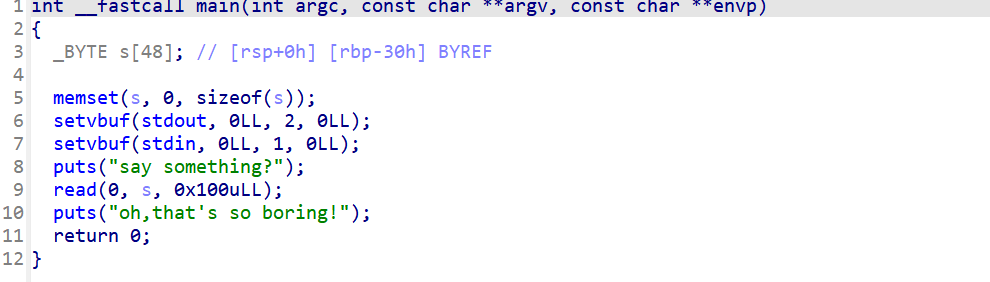 1 int __fastcall main(int argc, const char **argv, const char **envp)
2 {
3   _BYTE s[48]; // [rsp+0h] [rbp-30h] BYREF
4
5   memset(s, 0, sizeof(s));
6   setvbuf(stdout, 0LL, 2, 0LL);
7   setvbuf(stdin, 0LL, 1, 0LL);
8   puts("say something?");
9   read(0, s, 0x100uLL);
10   puts("oh,that's so boring!");
11   return 0;
12 }